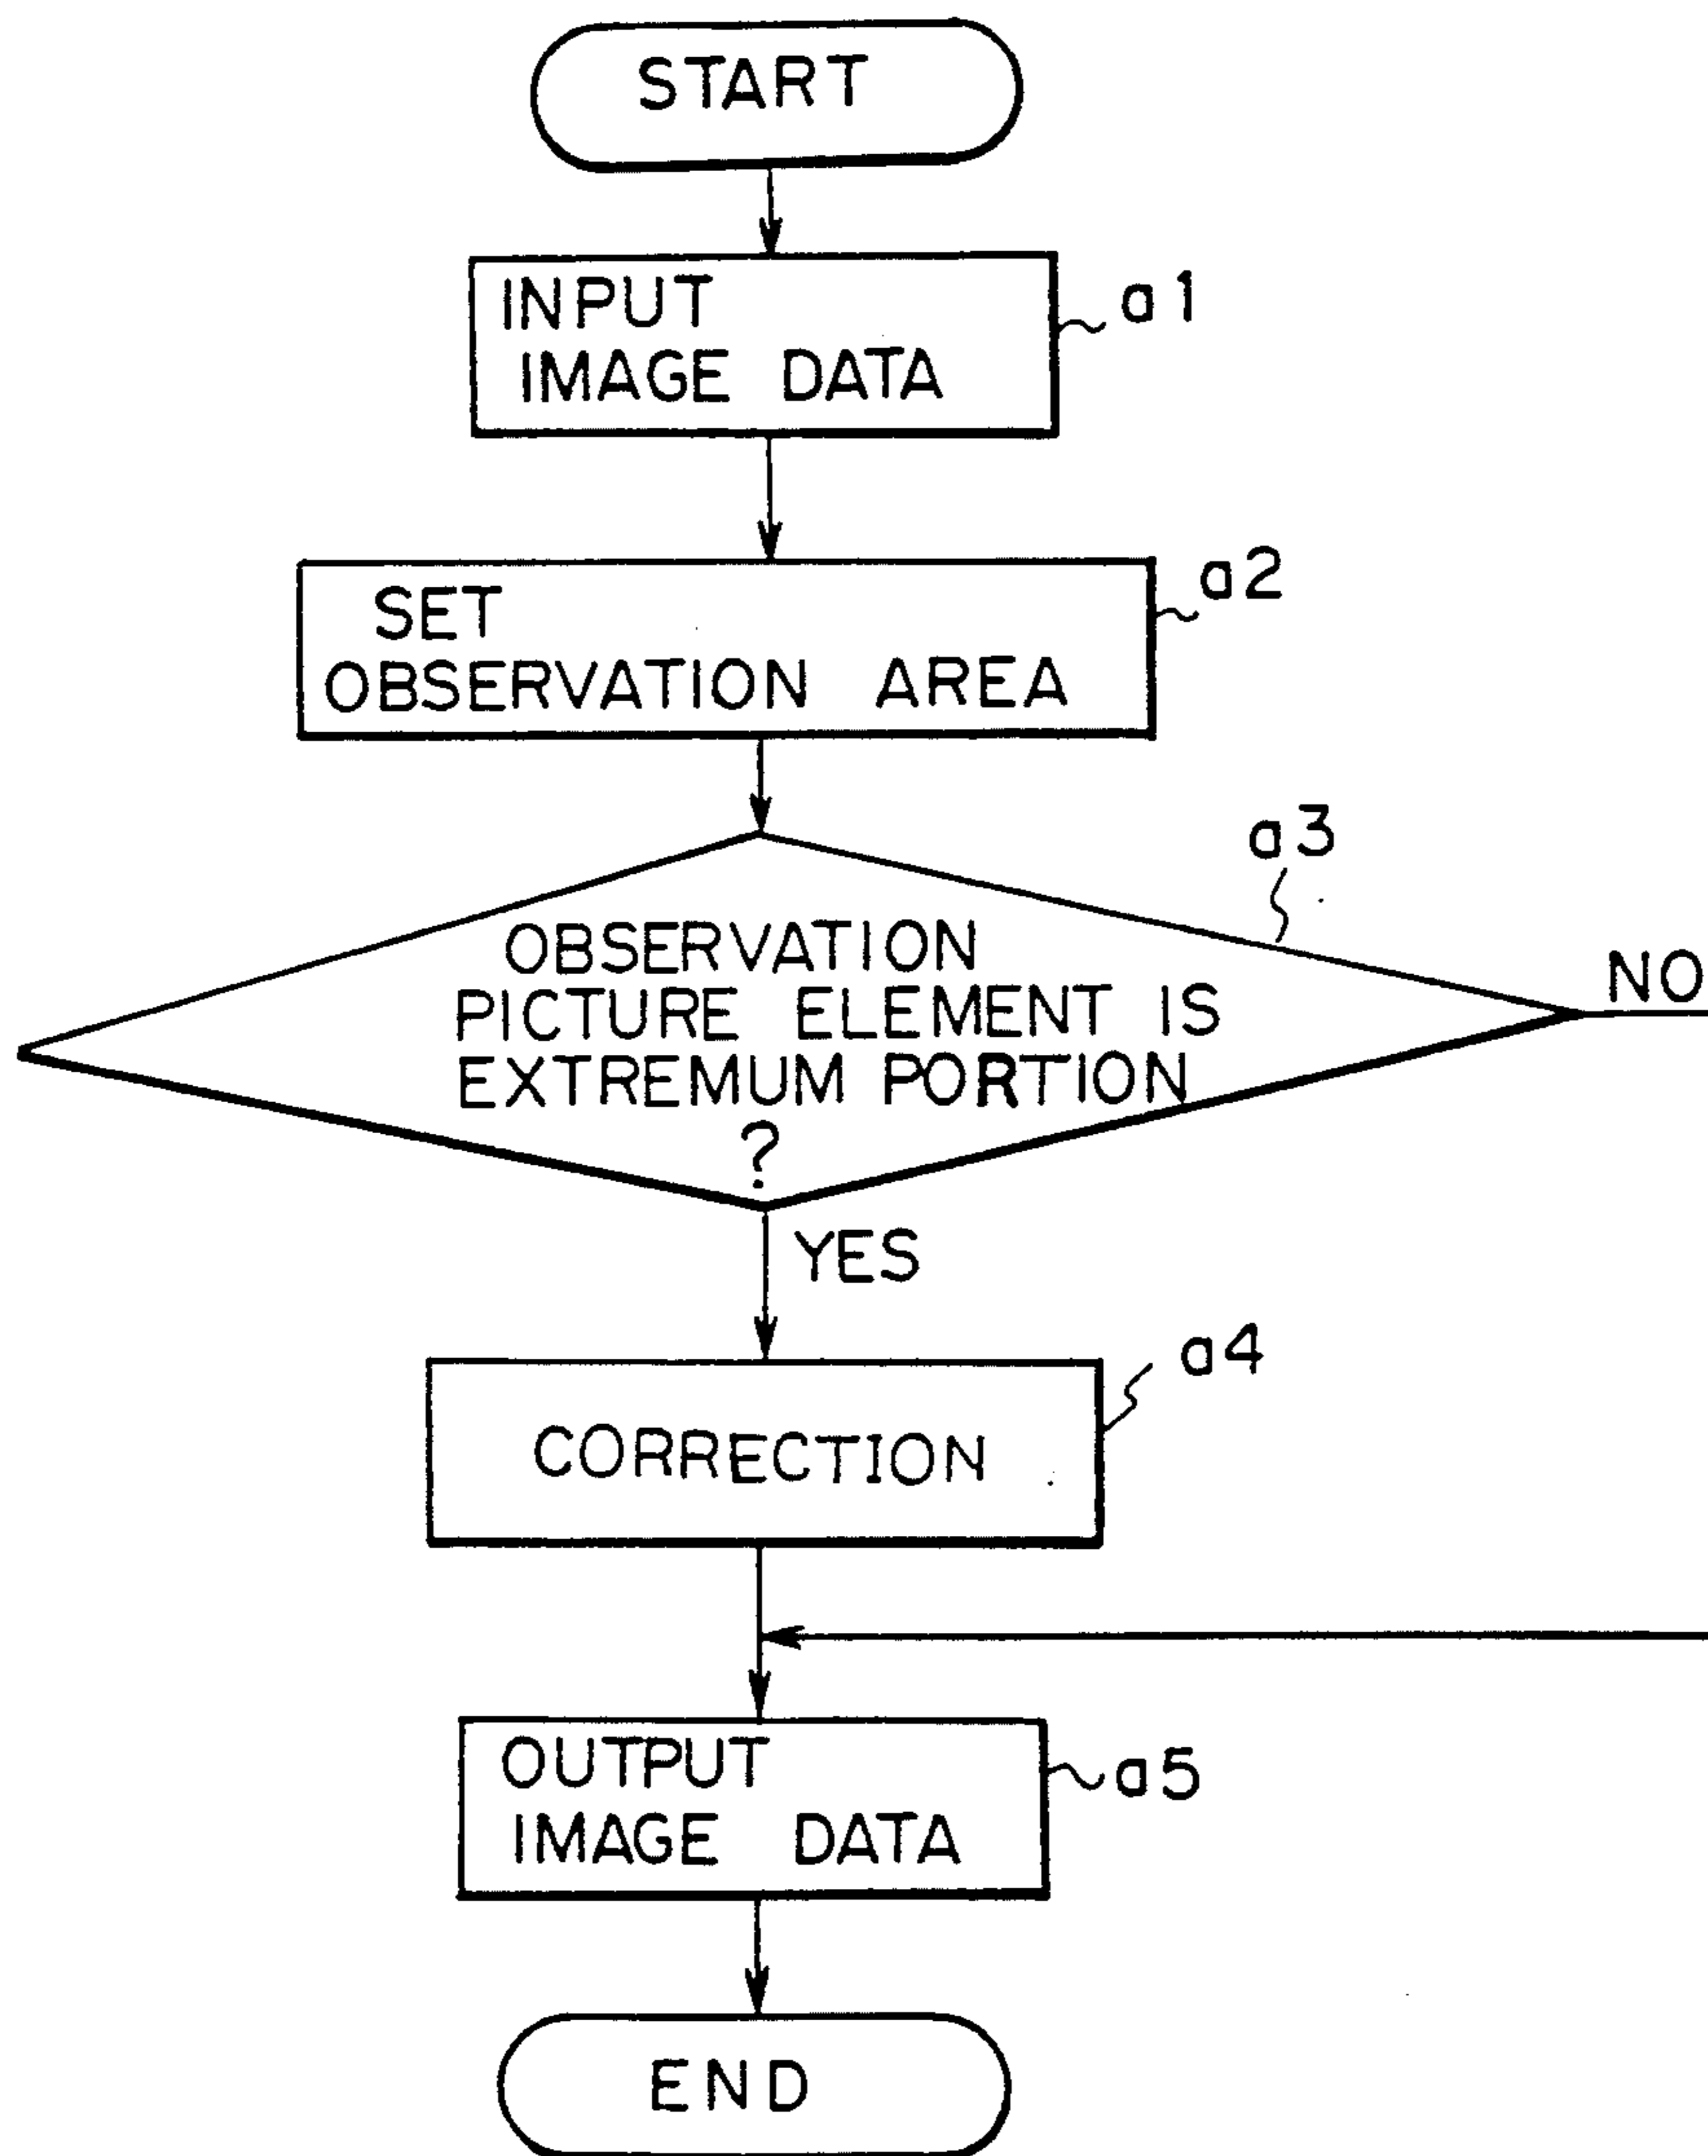 START
INPUT
IMAGE DATA
a1
SET
OBSERVATION AREA
a2
a3
OBSERVATION
PICTURE ELEMENT IS
EXTREMUM PORTION
?
NO
YES
a4
CORRECTION
OUTPUT
IMAGE DATA
a5
END